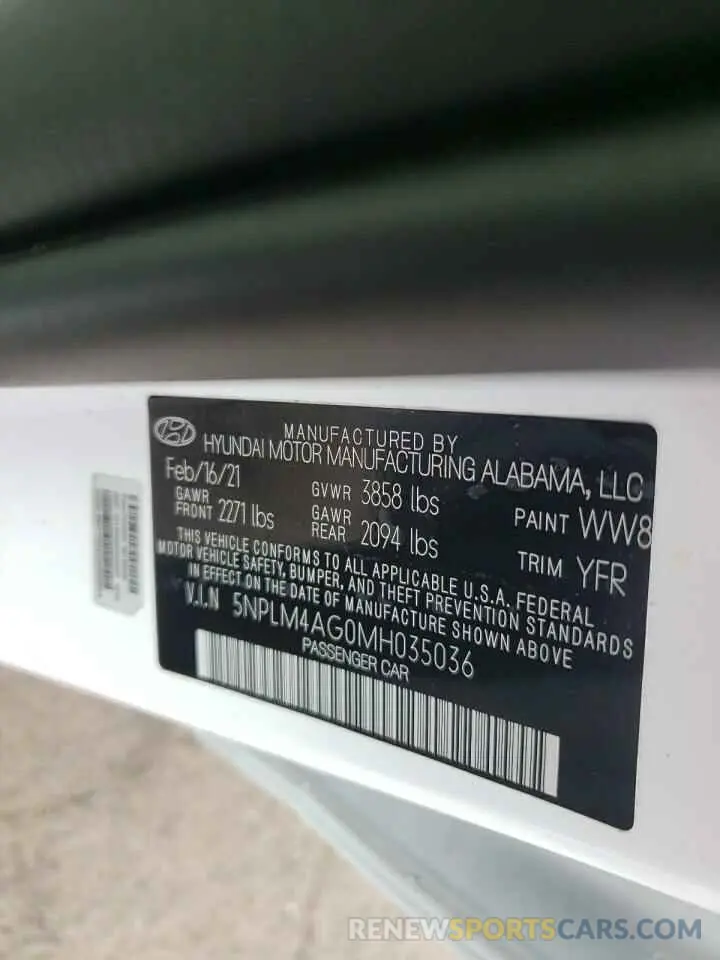 MANUFACTURED BY
HYUNDAI MOTOR MANUFACTURING ALABAMA, LLC
Feb/16/21 GVWR 3858 lbs PAINT WW8
GAWR FRONT 2271 lbs GAWR REAR 2094 lbs TRIM YFR
THIS VEHICLE CONFORMS TO ALL APPLICABLE U.S.A. FEDERAL
MOTOR VEHICLE SAFETY, BUMPER, AND THEFT PREVENTION STANDARDS
IN EFFECT ON THE DATE OF MANUFACTURE SHOWN ABOVE
V.I.N 5NPLM4AG0MH035036
PASSENGER CAR
RENEWSPORTSCARS.COM